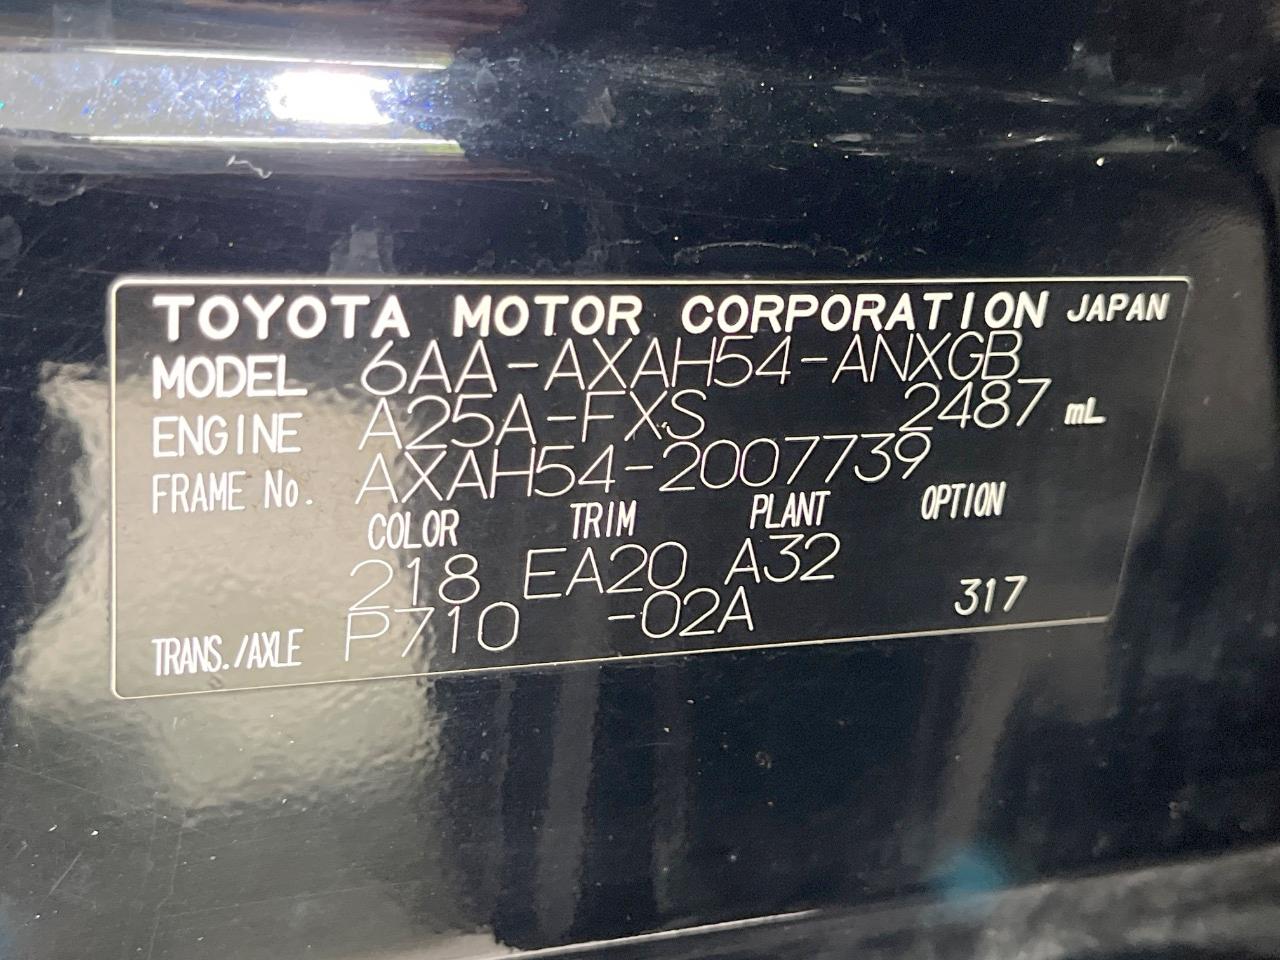 TOYOTA MOTOR CORPORATION JAPAN
MODEL 6AA-AXAH54-ANXGB
ENGINE A25A-FXS 2487 mL
FRAME No. AXAH54-2007739
COLOR TRIM PLANT OPTION
218 EA20 A32
TRANS./AXLE P710 -02A 317